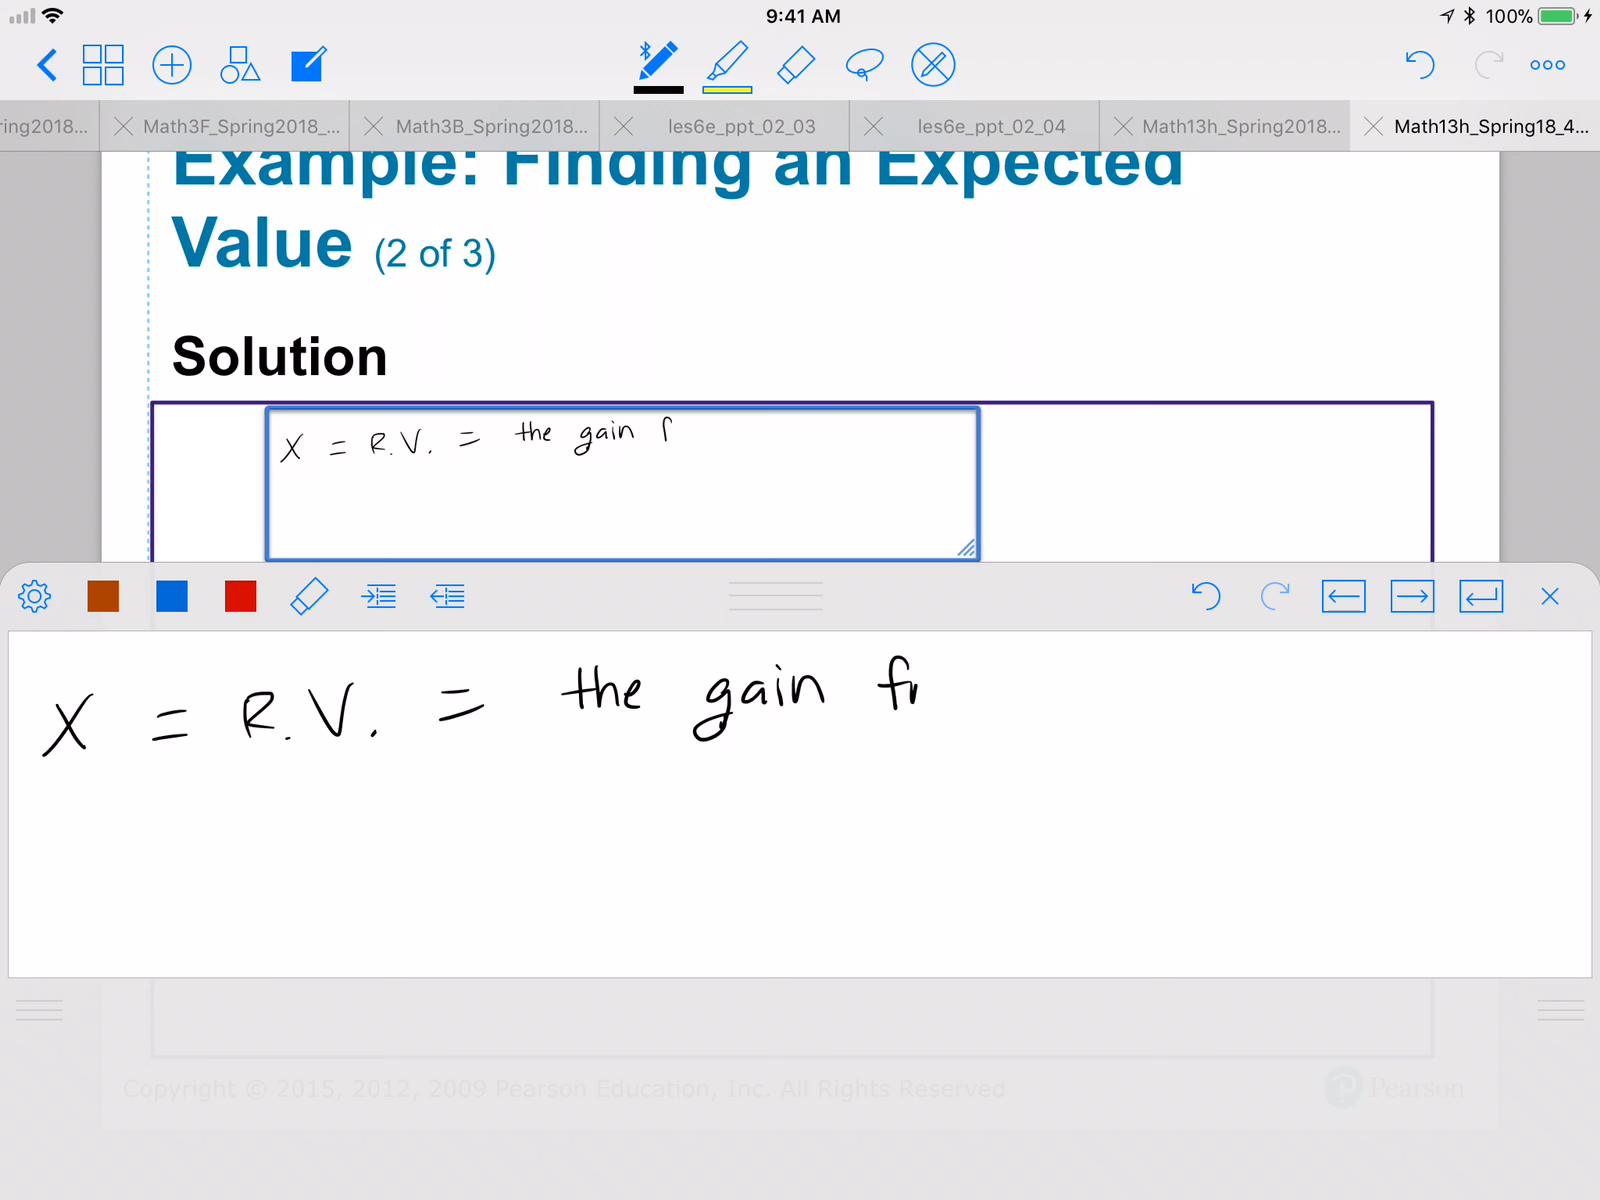 9:41 AM
100%
ring2018...
Math3F_Spring2018_...
Math3B_Spring2018...
les6e_ppt_02_03
les6e_ppt_02_04
Math13h_Spring2018...
Math13h_Spring18_4...
Example: Finding an Expected
Value (2 of 3)
Solution
X = R.V. = the gain f
X = R.V. = the gain fr
Copyright © 2015, 2012, 2009 Pearson Education, Inc. All Rights Reserved
Pearson